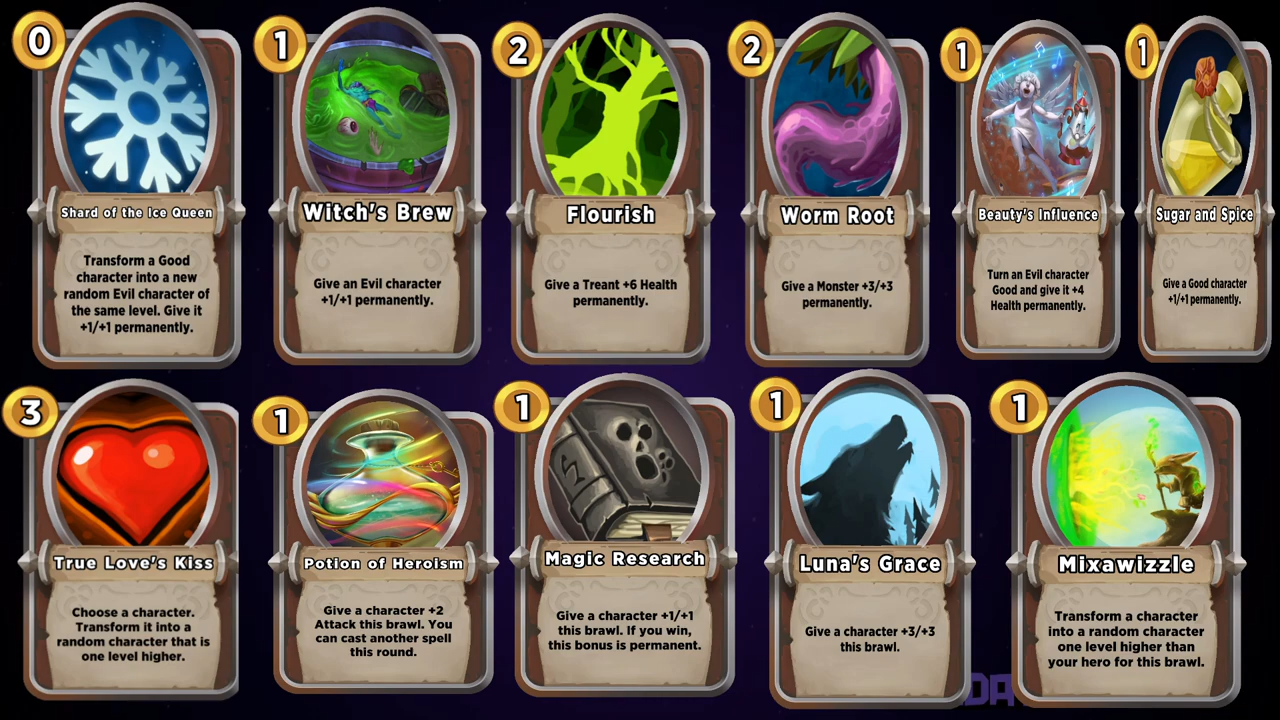 0
Shard of the Ice Queen
Transform a Good
character into a new
random Evil character of
the same level. Give it
+1/+1 permanently.
1
Witch's Brew
Give an Evil character
+1/+1 permanently.
2
Flourish
Give a Treant +6 Health
permanently.
2
Worm Root
Give a Monster +3/+3
permanently.
1
Beauty's Influence
Turn an Evil character
Good and give it +4
Health permanently.
1
Sugar and Spice
Give a Good character
+1/+1 permanently.
3
True Love's Kiss
Choose a character.
Transform it into a
random character that is
one level higher.
1
Potion of Heroism
Give a character +2
Attack this brawl. You
can cast another spell
this round.
1
Magic Research
Give a character +1/+1
this brawl. If you win,
this bonus is permanent.
1
Luna's Grace
Give a character +3/+3
this brawl.
1
Mixawizzle
Transform a character
into a random character
one level higher than
your hero for this brawl.